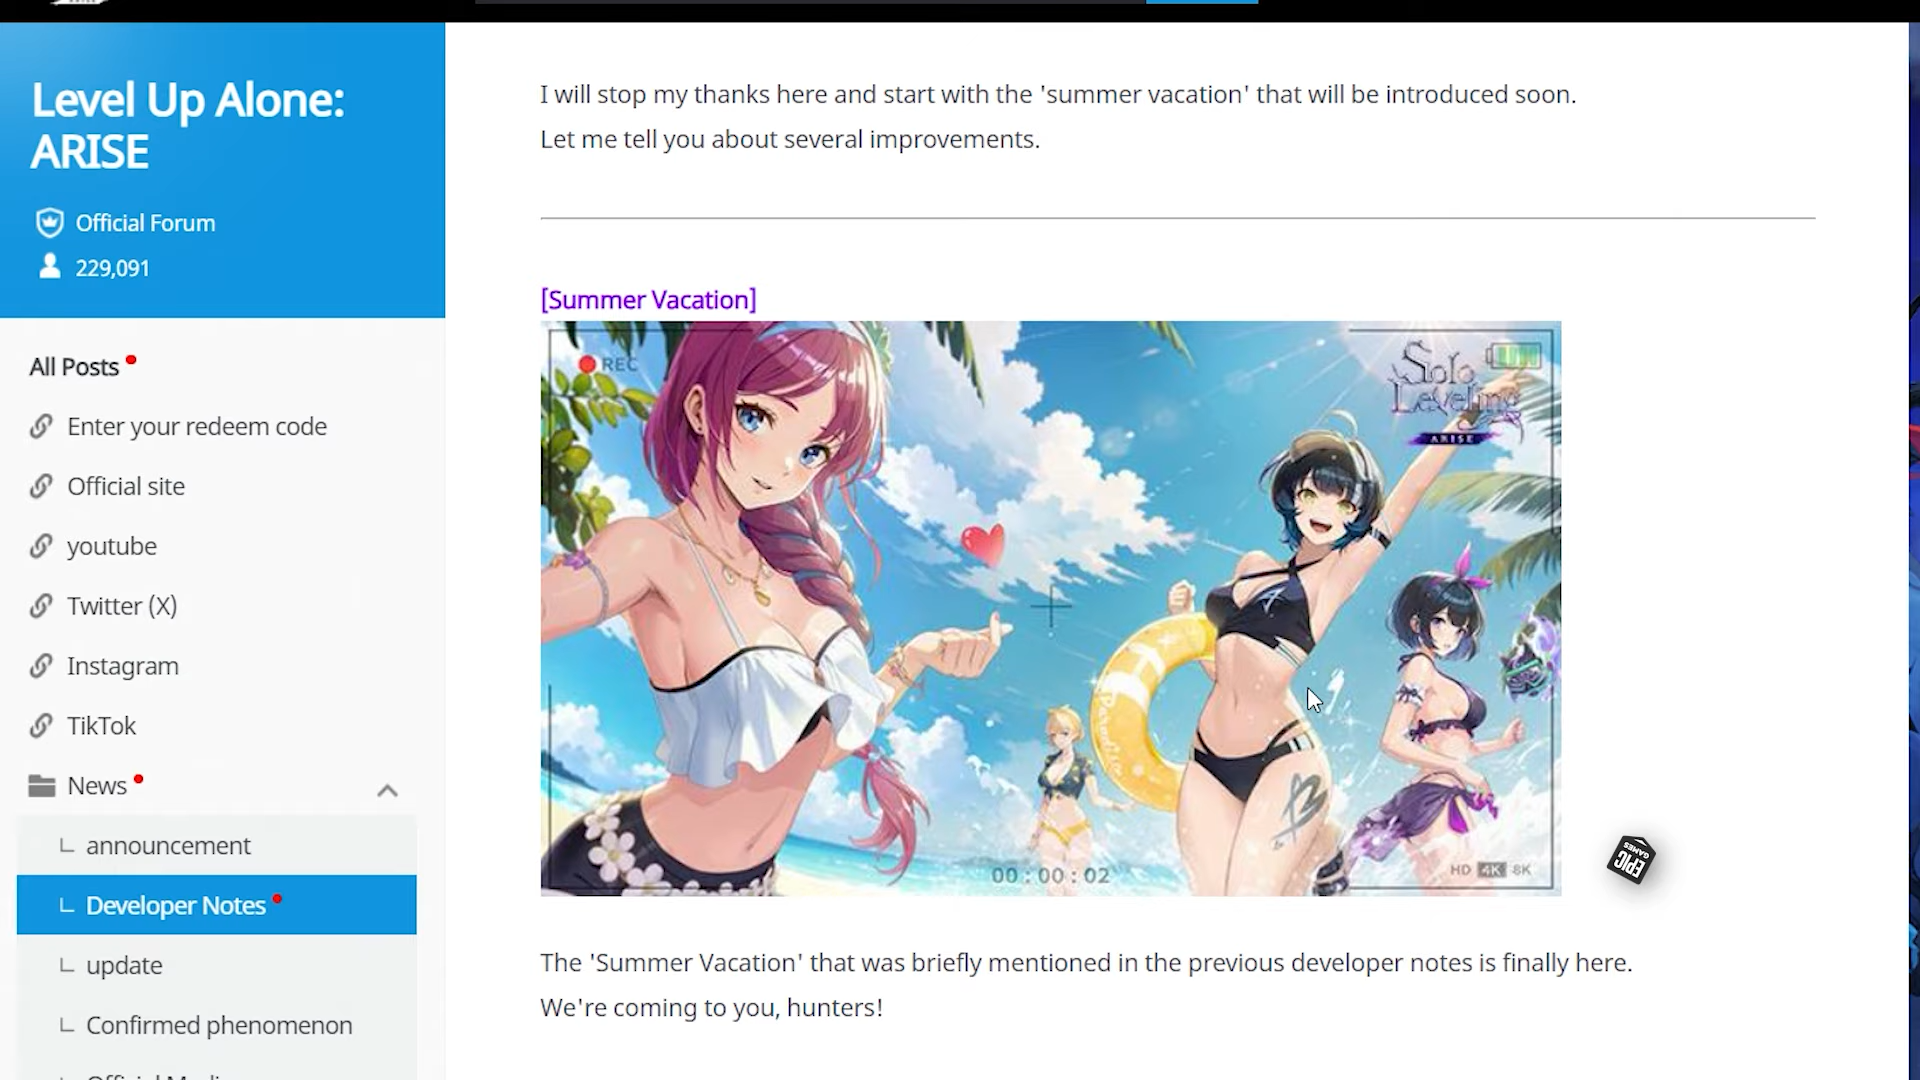 Level Up Alone:
ARISE
Official Forum
229,091
All Posts
Enter your redeem code
Official site
youtube
Twitter (X)
Instagram
TikTok
News
announcement
Developer Notes
update
Confirmed phenomenon
I will stop my thanks here and start with the 'summer vacation' that will be introduced soon.
Let me tell you about several improvements.
[Summer Vacation]
REC
Solo
Leveling
ARISE
Paradise
00 : 00 : 02
HD 4K 8K
EPIC
GAMES
The 'Summer Vacation' that was briefly mentioned in the previous developer notes is finally here.
We're coming to you, hunters!